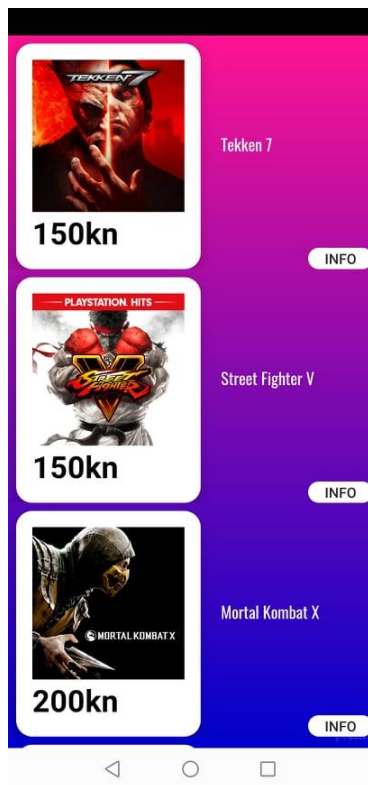 TEKKEN 7
150kn
Tekken 7
INFO
PLAYSTATION HITS
STREET
V
FIGHTER
150kn
Street Fighter V
INFO
MORTAL KOMBAT X
200kn
Mortal Kombat X
INFO